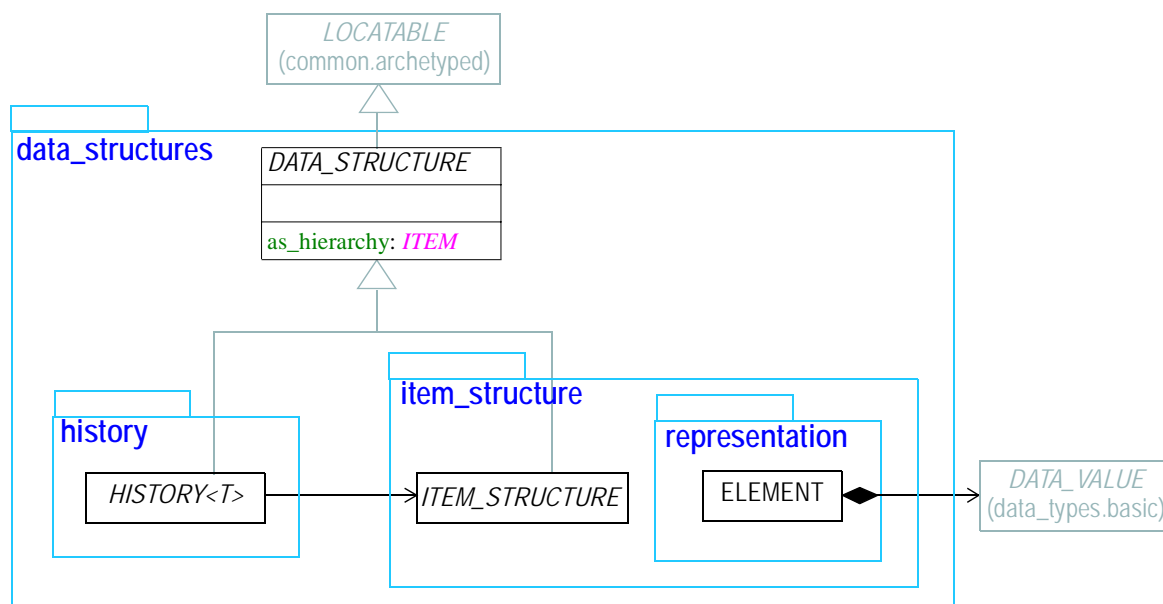 LOCATABLE
(common.archetyped)
data_structures
DATA_STRUCTURE
as_hierarchy: ITEM
item_structure
history
representation
HISTORY<T>
ITEM_STRUCTURE
ELEMENT
DATA_VALUE
(data_types.basic)